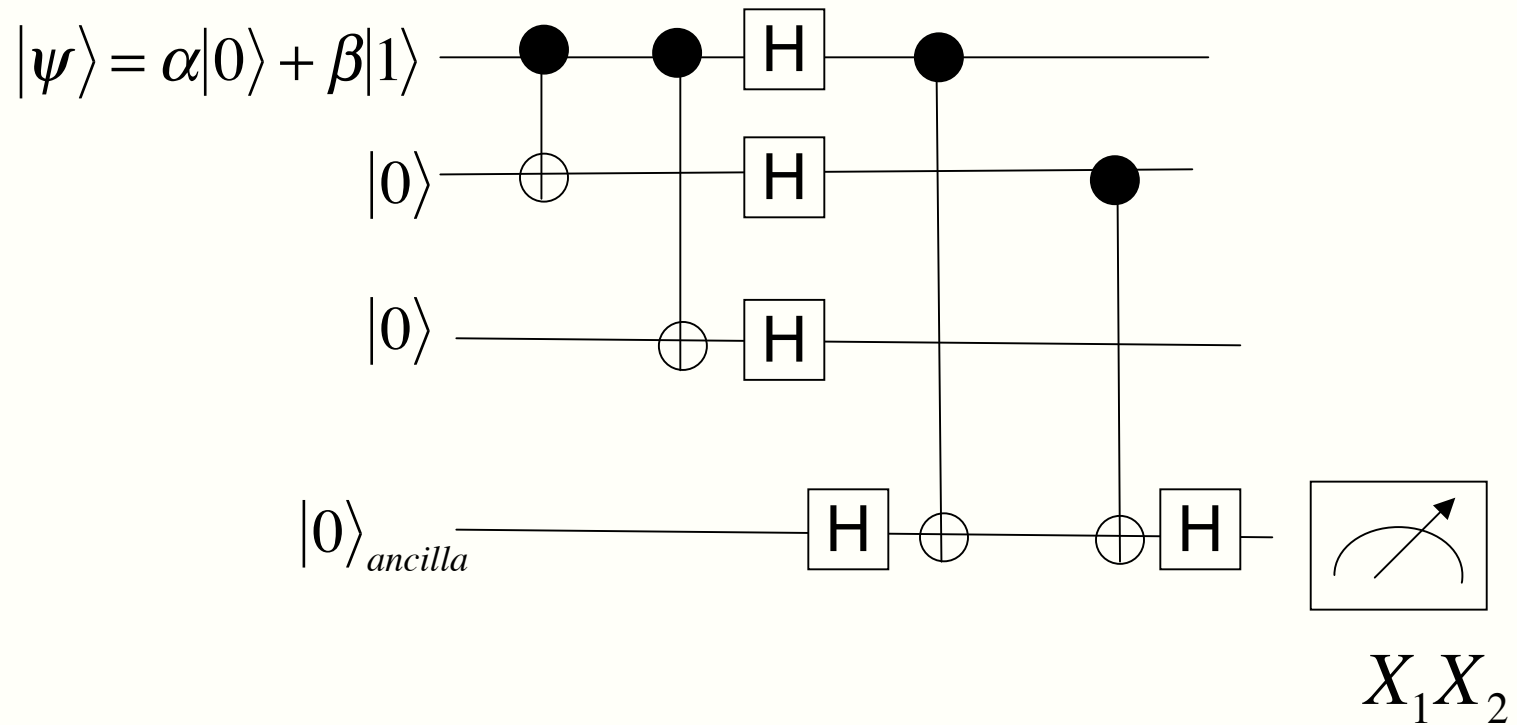 |ψ⟩ = α|0⟩ + β|1⟩ H
|0⟩ H
|0⟩ H
|0⟩ancilla H H
X₁X₂